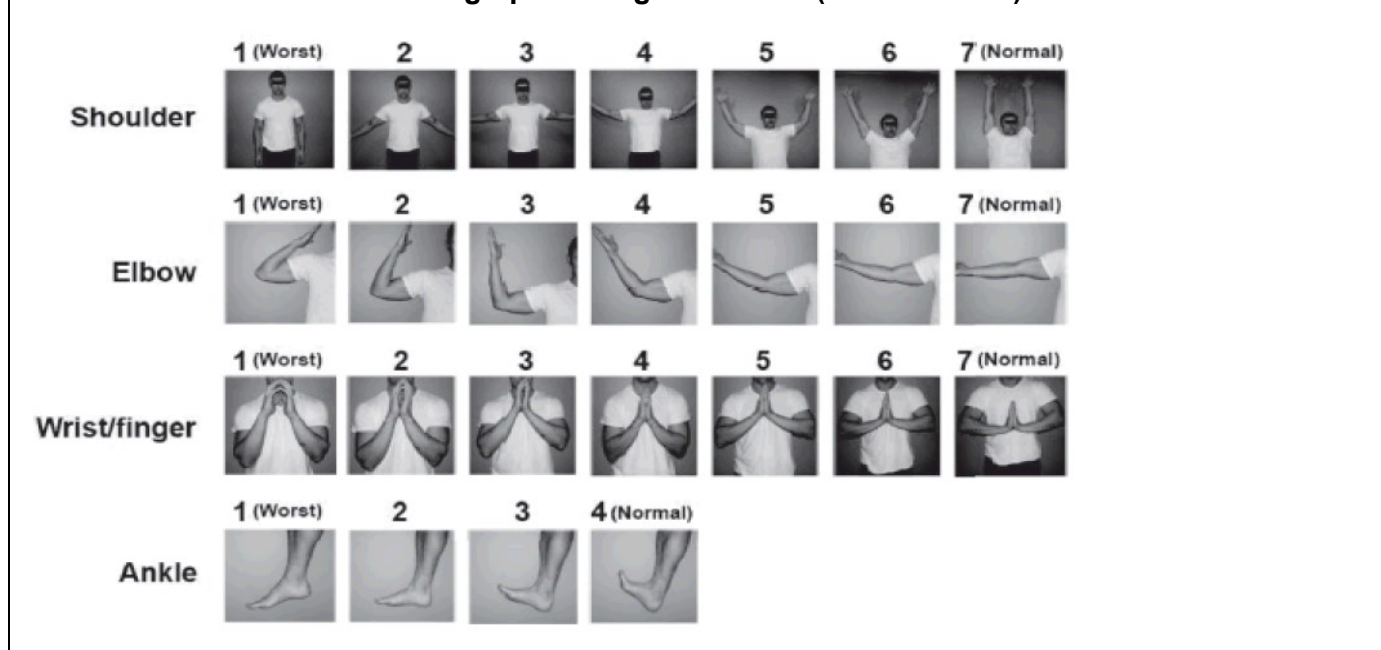 1 (Worst) 2 3 4 5 6 7 (Normal)
Shoulder
1 (Worst) 2 3 4 5 6 7 (Normal)
Elbow
1 (Worst) 2 3 4 5 6 7 (Normal)
Wrist/finger
1 (Worst) 2 3 4 (Normal)
Ankle